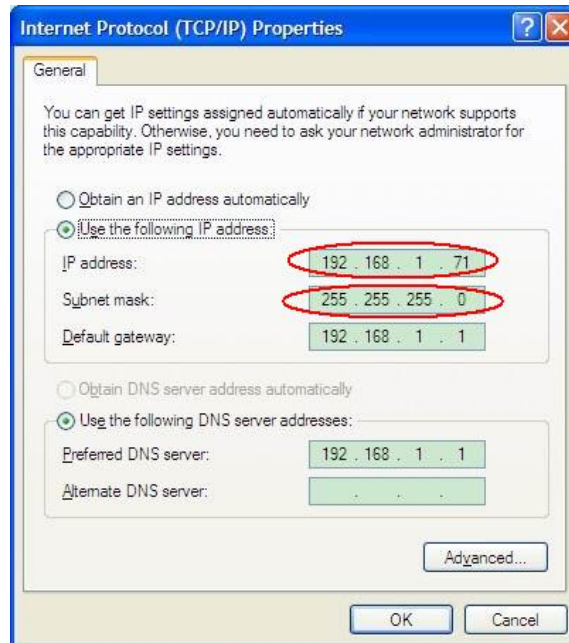 Internet Protocol (TCP/IP) Properties
General
You can get IP settings assigned automatically if your network supports
this capability. Otherwise, you need to ask your network administrator for
the appropriate IP settings.
Obtain an IP address automatically
Use the following IP address:
IP address: 192 . 168 . 1 . 71
Subnet mask: 255 . 255 . 255 . 0
Default gateway: 192 . 168 . 1 . 1
Obtain DNS server address automatically
Use the following DNS server addresses:
Preferred DNS server: 192 . 168 . 1 . 1
Alternate DNS server: . . .
Advanced...
OK Cancel